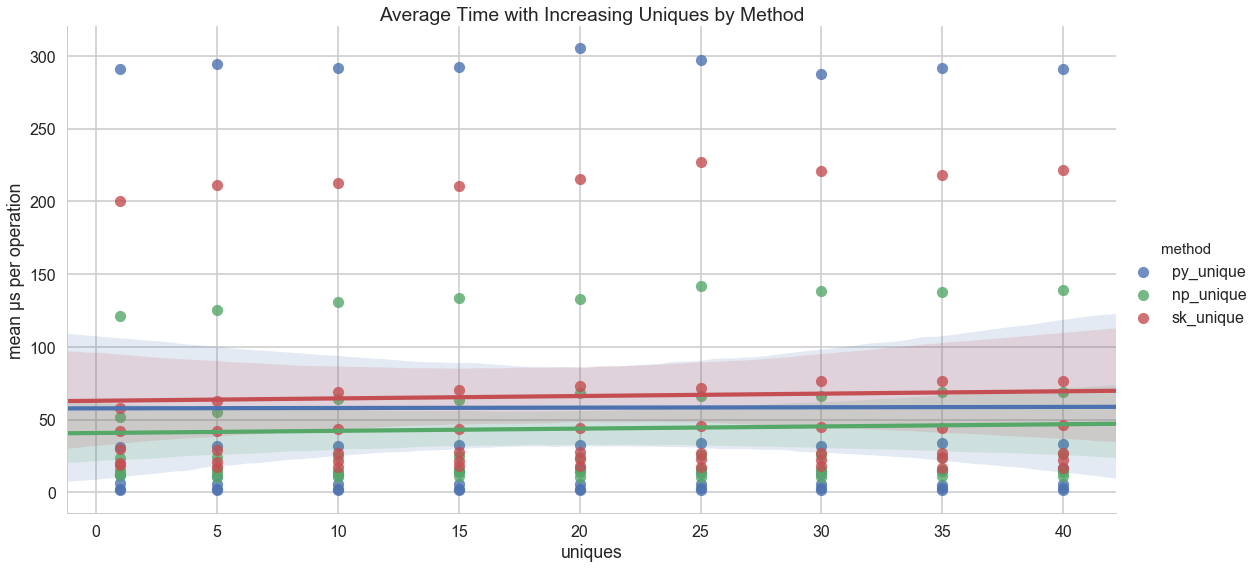 Average Time with Increasing Uniques by Method
mean µs per operation
300
250
200
150
100
50
0
0 5 10 15 20 25 30 35 40
uniques
method
py_unique
np_unique
sk_unique